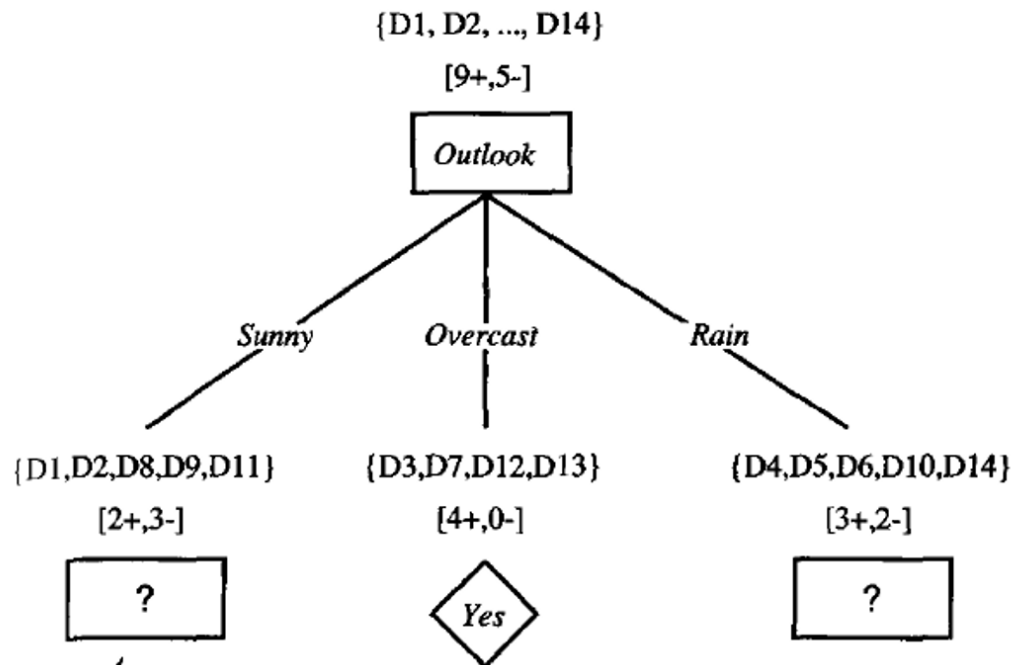 {D1, D2, ..., D14}
[9+,5-]
Outlook
Sunny Overcast Rain
{D1,D2,D8,D9,D11} {D3,D7,D12,D13} {D4,D5,D6,D10,D14}
[2+,3-] [4+,0-] [3+,2-]
? Yes ?